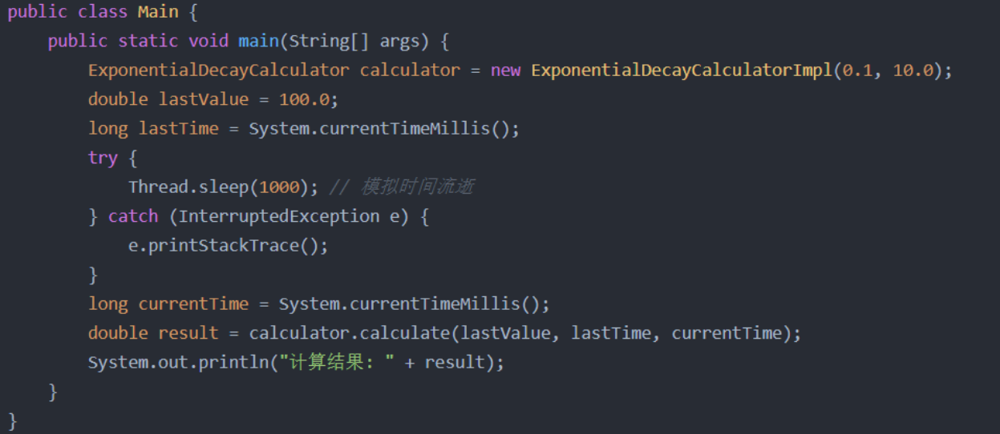 public class Main {
    public static void main(String[] args) {
        ExponentialDecayCalculator calculator = new ExponentialDecayCalculatorImpl(0.1, 10.0);
        double lastValue = 100.0;
        long lastTime = System.currentTimeMillis();
        try {
            Thread.sleep(1000); // 模拟时间流逝
        } catch (InterruptedException e) {
            e.printStackTrace();
        }
        long currentTime = System.currentTimeMillis();
        double result = calculator.calculate(lastValue, lastTime, currentTime);
        System.out.println("计算结果: " + result);
    }
}